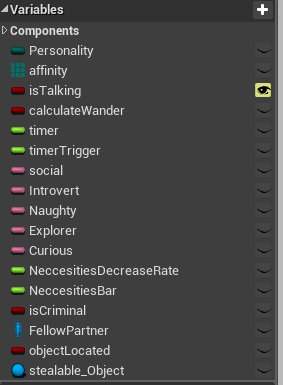 Variables
Components
Personality
affinity
isTalking
calculateWander
timer
timerTrigger
social
Introvert
Naughty
Explorer
Curious
NeccesitiesDecreaseRate
NeccesitiesBar
isCriminal
FellowPartner
objectLocated
stealable_Object